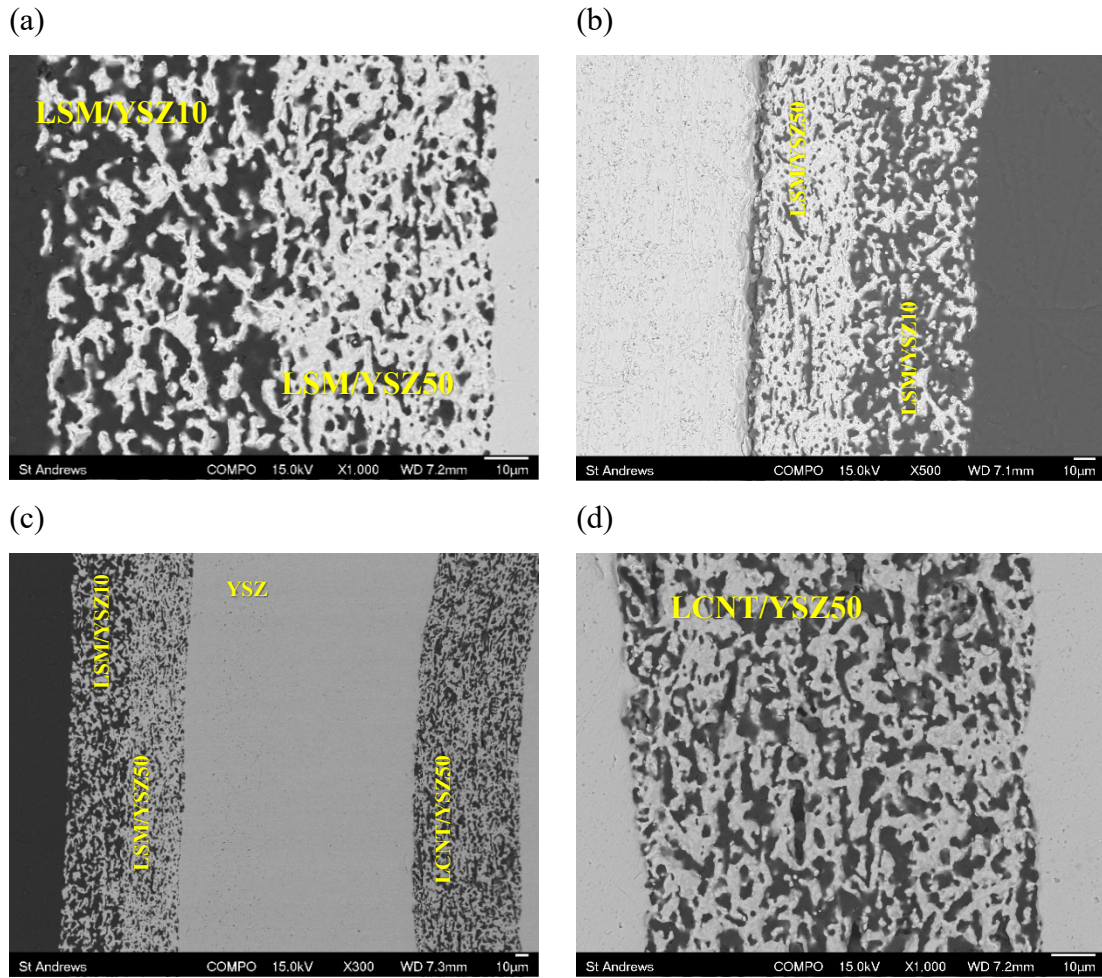 (a)
LSM/YSZ10
LSM/YSZ50
St Andrews COMPO 15.0kV X1,000 WD 7.2mm 10μm
(b)
LSM/YSZ50
LSM/YSZ10
St Andrews COMPO 15.0kV X500 WD 7.1mm 10μm
(c)
LSM/YSZ10
YSZ
LSM/YSZ50
LCNT/YSZ50
St Andrews COMPO 15.0kV X300 WD 7.3mm 10μm
(d)
LCNT/YSZ50
St Andrews COMPO 15.0kV X1,000 WD 7.2mm 10μm